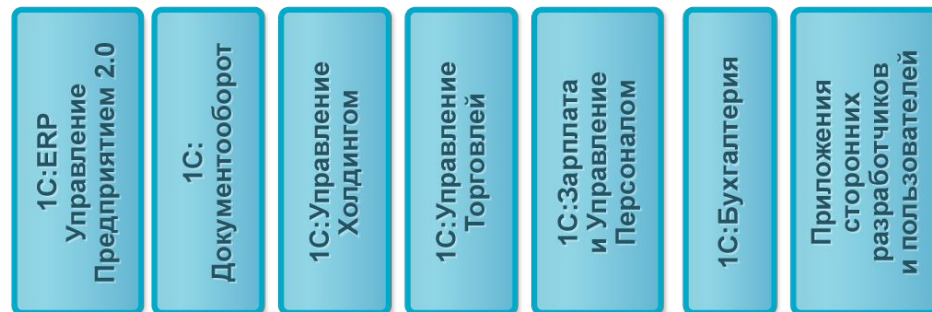 1С:ERP
Управление
Предприятием 2.0
1С:
Документооборот
1С:Управление
Холдингом
1С:Управление
Торговлей
1С:Зарплата
и Управление
Персоналом
1С:Бухгалтерия
Приложения
сторонних
разработчиков
и пользователей